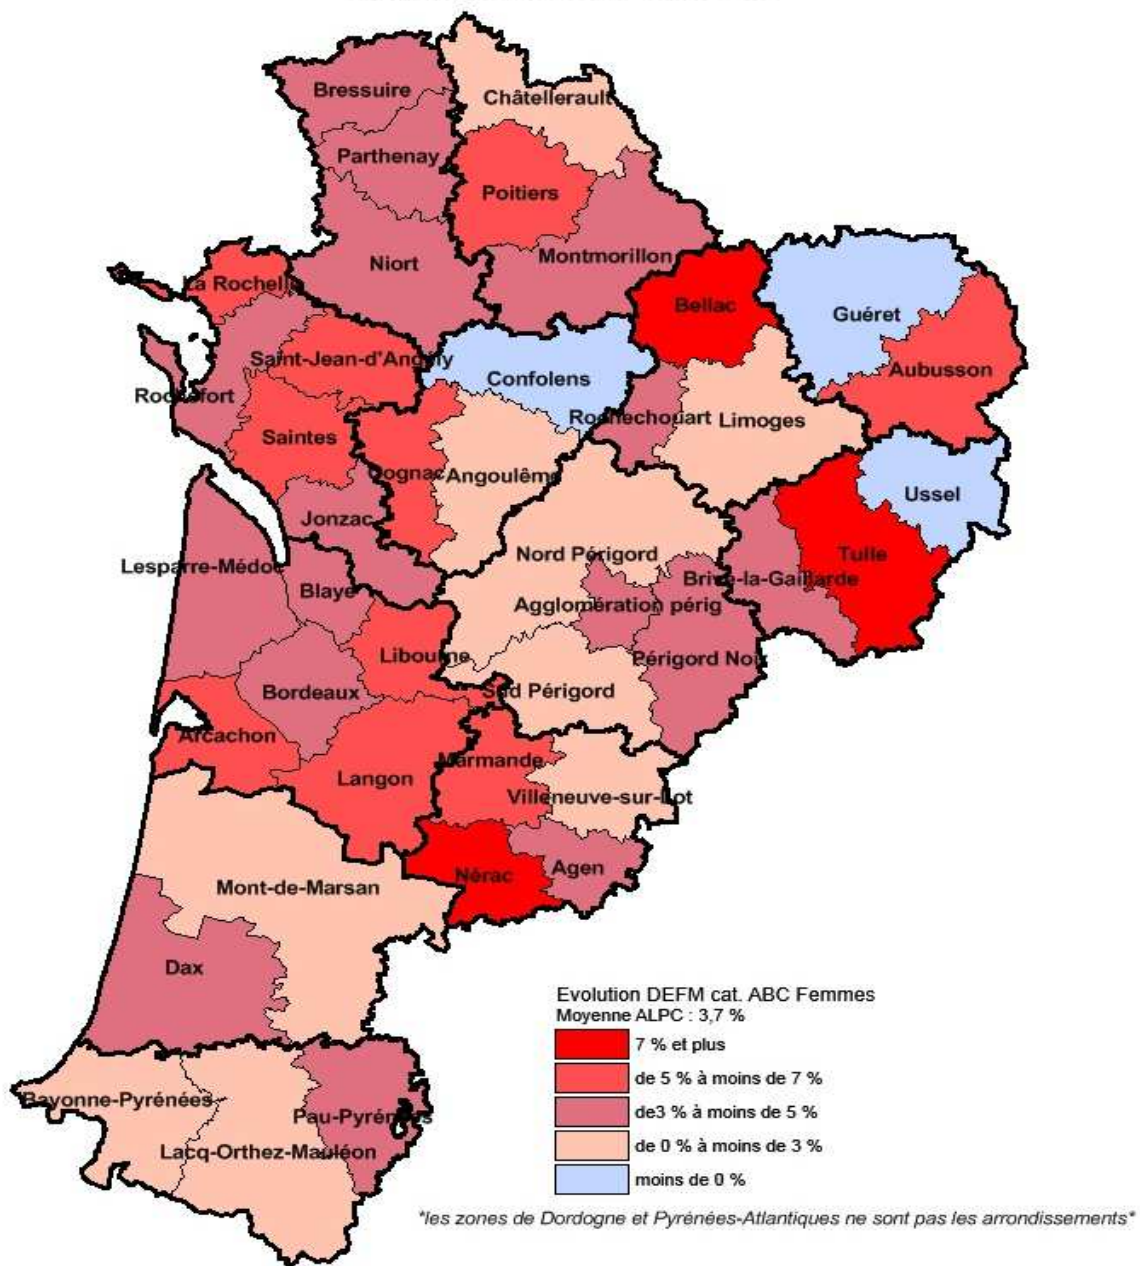 Bressuire
Châtellerault
Parthenay
Poitiers
Montmorillon
Niort
La Rochelle
Bellac
Guéret
Saint-Jean-d'Angély
Aubusson
Confolens
Rochefort
Rochechouart
Limoges
Saintes
Cognac
Angoulême
Ussel
Jonzac
Nord Périgord
Tulle
Lesparre-Médoc
Brive-la-Gaillarde
Blaye
Agglomération périg
Libourne
Périgord Noir
Bordeaux
Sud Périgord
Arcachon
Marmande
Langon
Villeneuve-sur-Lot
Agen
Nérac
Mont-de-Marsan
Dax
Evolution DEFM cat. ABC Femmes
Moyenne ALPC : 3,7 %
7 % et plus
de 5 % à moins de 7 %
de3 % à moins de 5 %
de 0 % à moins de 3 %
moins de 0 %
Bayonne-Pyrénées
Pau-Pyrénées
Lacq-Orthez-Mauléon
*les zones de Dordogne et Pyrénées-Atlantiques ne sont pas les arrondissements*